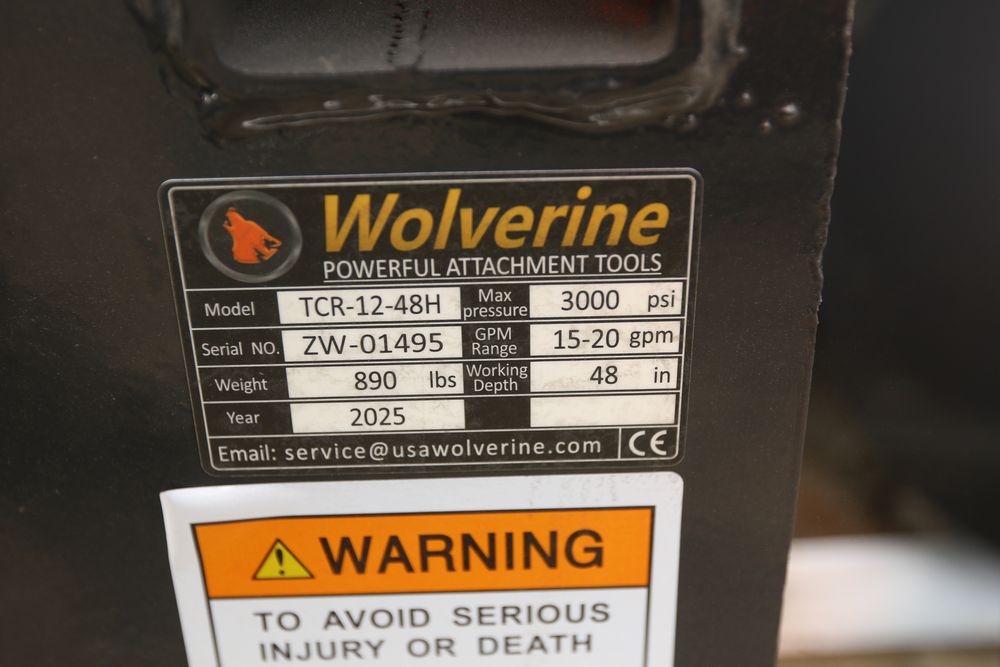 Wolverine
POWERFUL ATTACHMENT TOOLS
Model TCR-12-48H Max pressure 3000 psi
Serial NO. ZW-01495 GPM Range 15-20 gpm
Weight 890 lbs Working Depth 48 in
Year 2025
Email: service@usawolverine.com CE
WARNING
TO AVOID SERIOUS
INJURY OR DEATH